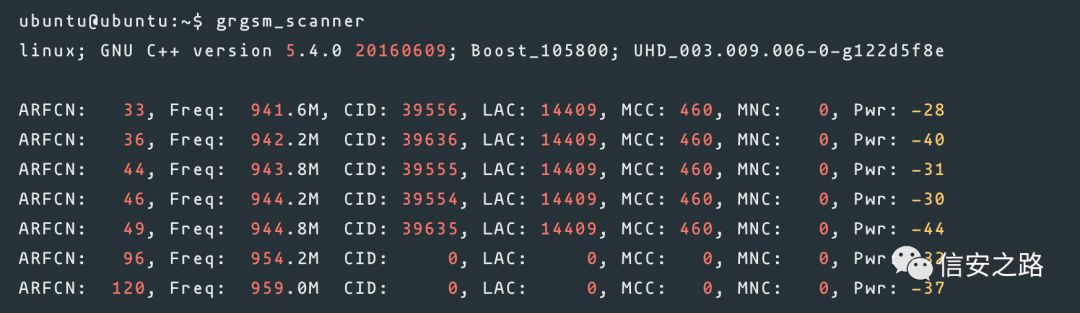 ubuntu@ubuntu:~$ grgsm_scanner
linux; GNU C++ version 5.4.0 20160609; Boost_105800; UHD_003.009.006-0-g122d5f8e
ARFCN: 33, Freq: 941.6M, CID: 39556, LAC: 14409, MCC: 460, MNC: 0, Pwr: -28
ARFCN: 36, Freq: 942.2M CID: 39636, LAC: 14409, MCC: 460, MNC: 0, Pwr: -40
ARFCN: 44, Freq: 943.8M CID: 39555, LAC: 14409, MCC: 460, MNC: 0, Pwr: -31
ARFCN: 46, Freq: 944.2M CID: 39554, LAC: 14409, MCC: 460, MNC: 0, Pwr: -30
ARFCN: 49, Freq: 944.8M CID: 39635, LAC: 14409, MCC: 460, MNC: 0, Pwr: -44
ARFCN: 96, Freq: 954.2M CID: 0, LAC: 0, MCC: 0, MNC: 0, Pwr: -32
ARFCN: 120, Freq: 959.0M CID: 0, LAC: 0, MCC: 0, MNC: 0, Pwr: -37
信安之路